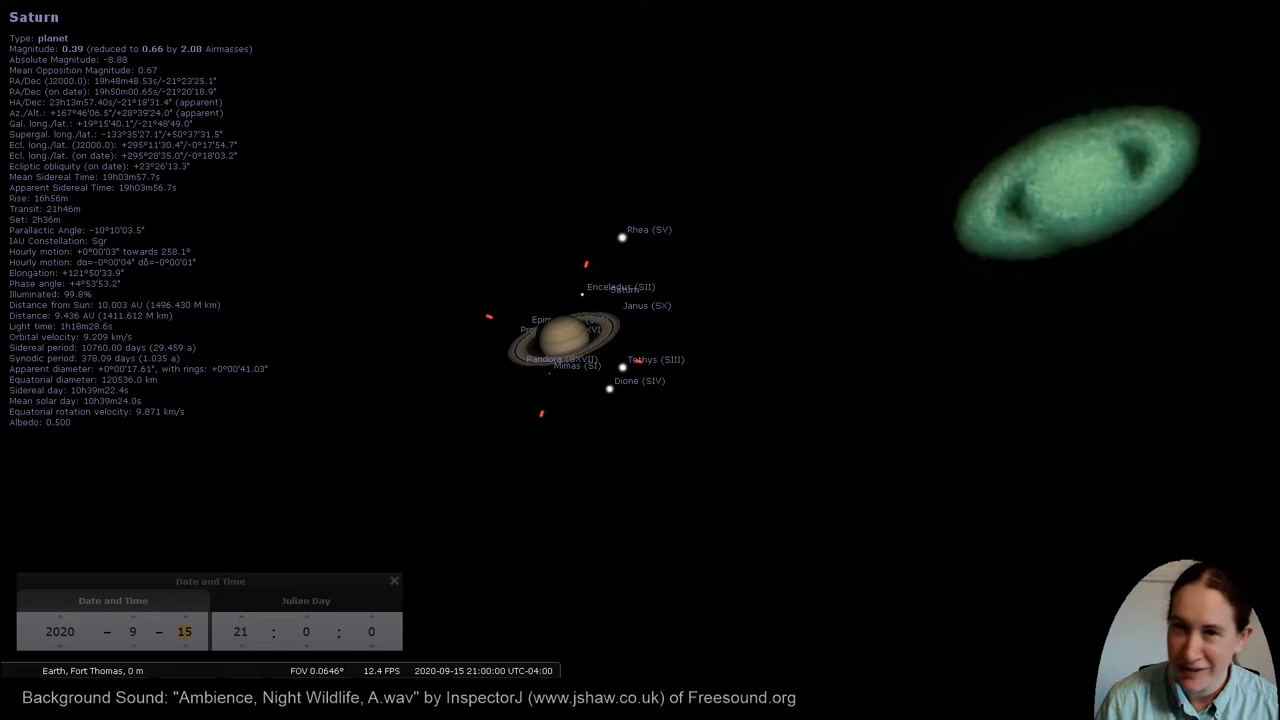 Saturn
Type: planet
Magnitude: 0.39 (reduced to 0.66 by 2.08 Airmasses)
Absolute Magnitude: -8.88
Mean Opposition Magnitude: 0.67
RA/Dec (J2000.0): 19h48m48.53s/-21°23'25.1"
RA/Dec (on date): 19h50m00.65s/-21°20'18.9"
HA/Dec: 23h13m57.40s/-21°18'31.4" (apparent)
Az./Alt.: +167°46'06.5"/+28°39'24.0" (apparent)
Gal. long./lat.: +19°15'40.1"/-21°48'49.0"
Supergal. long./lat.: -133°35'27.1"/+50°37'31.5"
Ecl. long./lat. (J2000.0): +295°11'30.4"/-0°17'54.7"
Ecl. long./lat. (on date): +295°28'35.0"/-0°18'03.2"
Ecliptic obliquity (on date): +23°26'13.3"
Mean Sidereal Time: 19h03m57.7s
Apparent Sidereal Time: 19h03m56.7s
Rise: 16h56m
Transit: 21h46m
Set: 2h36m
Parallactic Angle: -10°10'03.5"
IAU Constellation: Sgr
Hourly motion: +0°00'03" towards 258.1°
Hourly motion: dα=-0°00'04" dδ=-0°00'01"
Elongation: +121°50'33.9"
Phase angle: +4°53'53.2"
Illuminated: 99.8%
Distance from Sun: 10.003 AU (1496.430 M km)
Distance: 9.436 AU (1411.612 M km)
Light time: 1h18m28.6s
Orbital velocity: 9.209 km/s
Sidereal period: 10760.00 days (29.459 a)
Synodic period: 378.09 days (1.035 a)
Apparent diameter: +0°00'17.61", with rings: +0°00'41.03"
Equatorial diameter: 120536.0 km
Sidereal day: 10h39m22.4s
Mean solar day: 10h39m24.0s
Equatorial rotation velocity: 9.871 km/s
Albedo: 0.500
Rhea (SV)
Enceladus (SII)
Saturn
Janus (SX)
Tethys (SIII)
Pandora (SXVII)
Mimas (SI)
Dione (SIV)
Date and Time
Date and Time Julian Day
2020 - 9 - 15 21 : 0 : 0
Earth, Fort Thomas, 0 m FOV 0.0646° 12.4 FPS 2020-09-15 21:00:00 UTC-04:00
Background Sound: "Ambience, Night Wildlife, A.wav" by InspectorJ (www.jshaw.co.uk) of Freesound.org